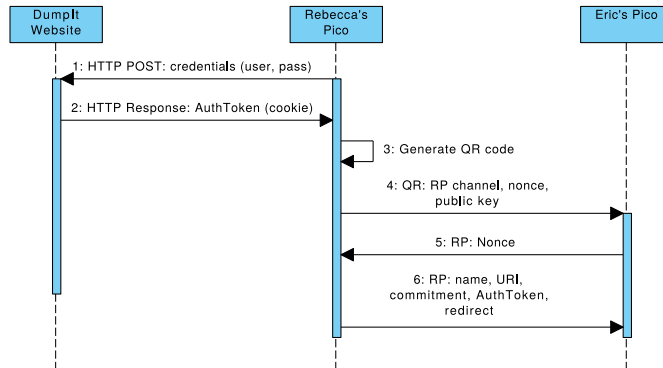 DumpIt
Website
Rebecca's
Pico
Eric's Pico
1: HTTP POST: credentials (user, pass)
2: HTTP Response: AuthToken (cookie)
3: Generate QR code
4: QR: RP channel, nonce,
public key
5: RP: Nonce
6: RP: name, URI,
commitment, AuthToken,
redirect